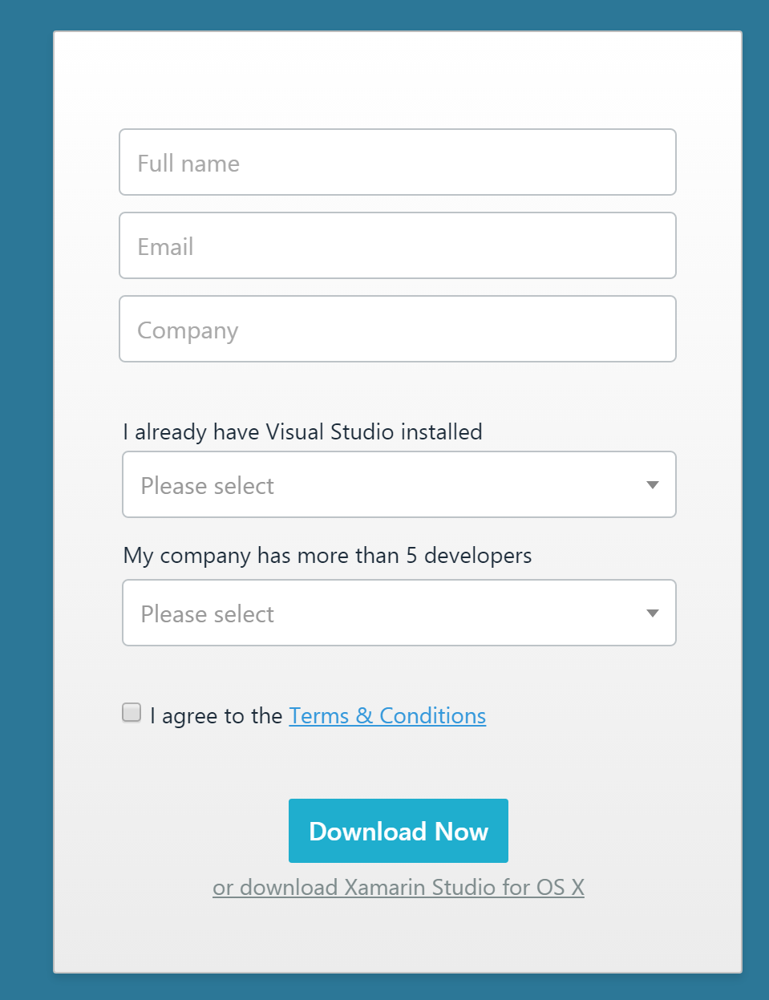 Full name
Email
Company
I already have Visual Studio installed
Please select
My company has more than 5 developers
Please select
I agree to the Terms & Conditions
Download Now
or download Xamarin Studio for OS X